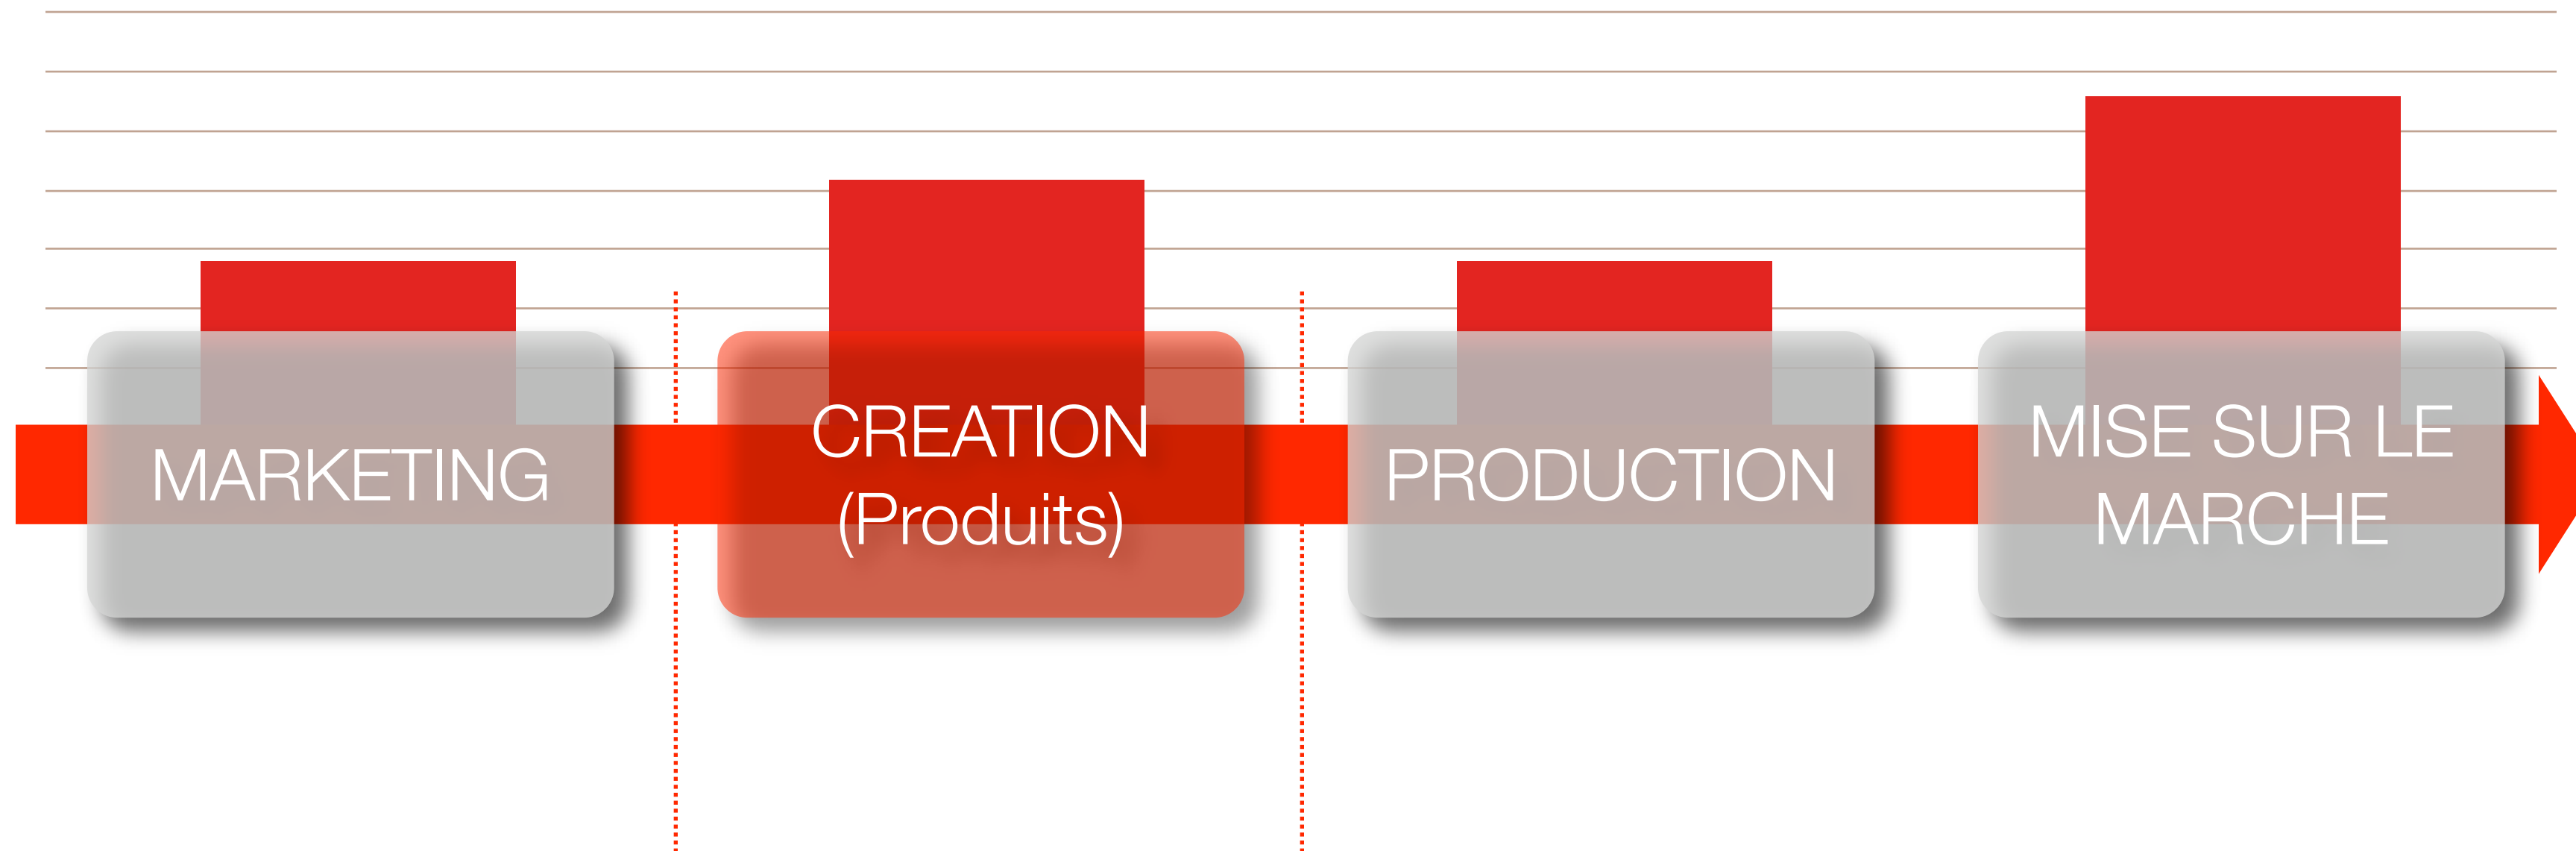 MARKETING
CREATION
(Produits)
PRODUCTION
MISE SUR LE
MARCHE